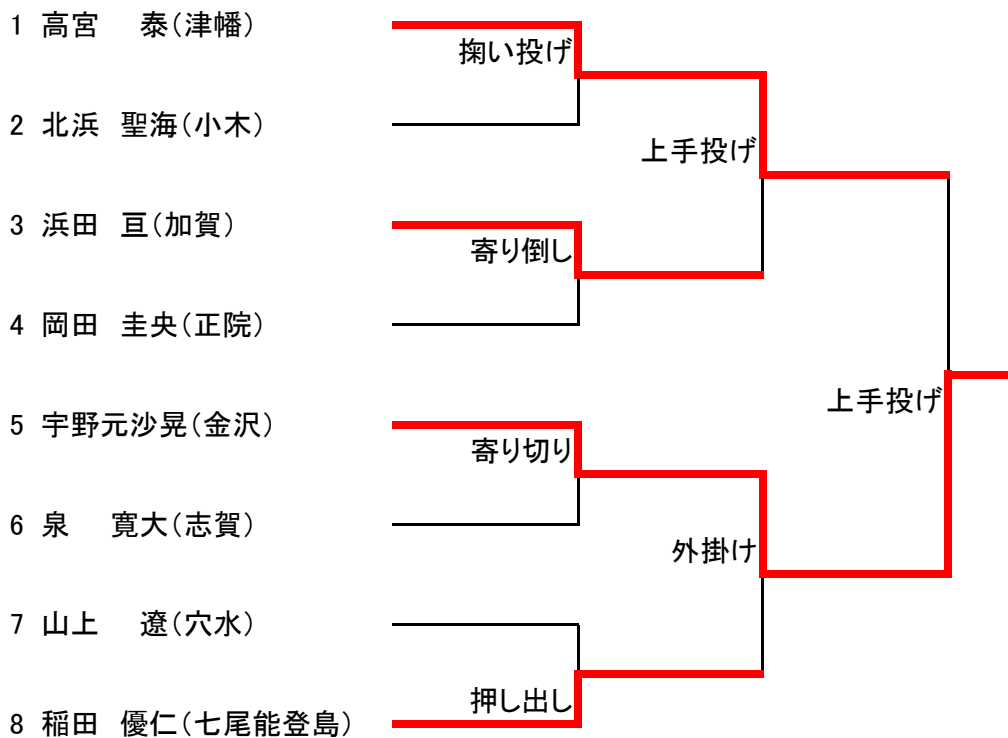 1 高宮 泰(津幡)
掬い投げ
2 北浜 聖海(小木)
上手投げ
3 浜田 亘(加賀)
寄り倒し
4 岡田 圭央(正院)
上手投げ
5 宇野元沙晃(金沢)
寄り切り
6 泉 寛大(志賀)
外掛け
7 山上 遼(穴水)
押し出し
8 稲田 優仁(七尾能登島)